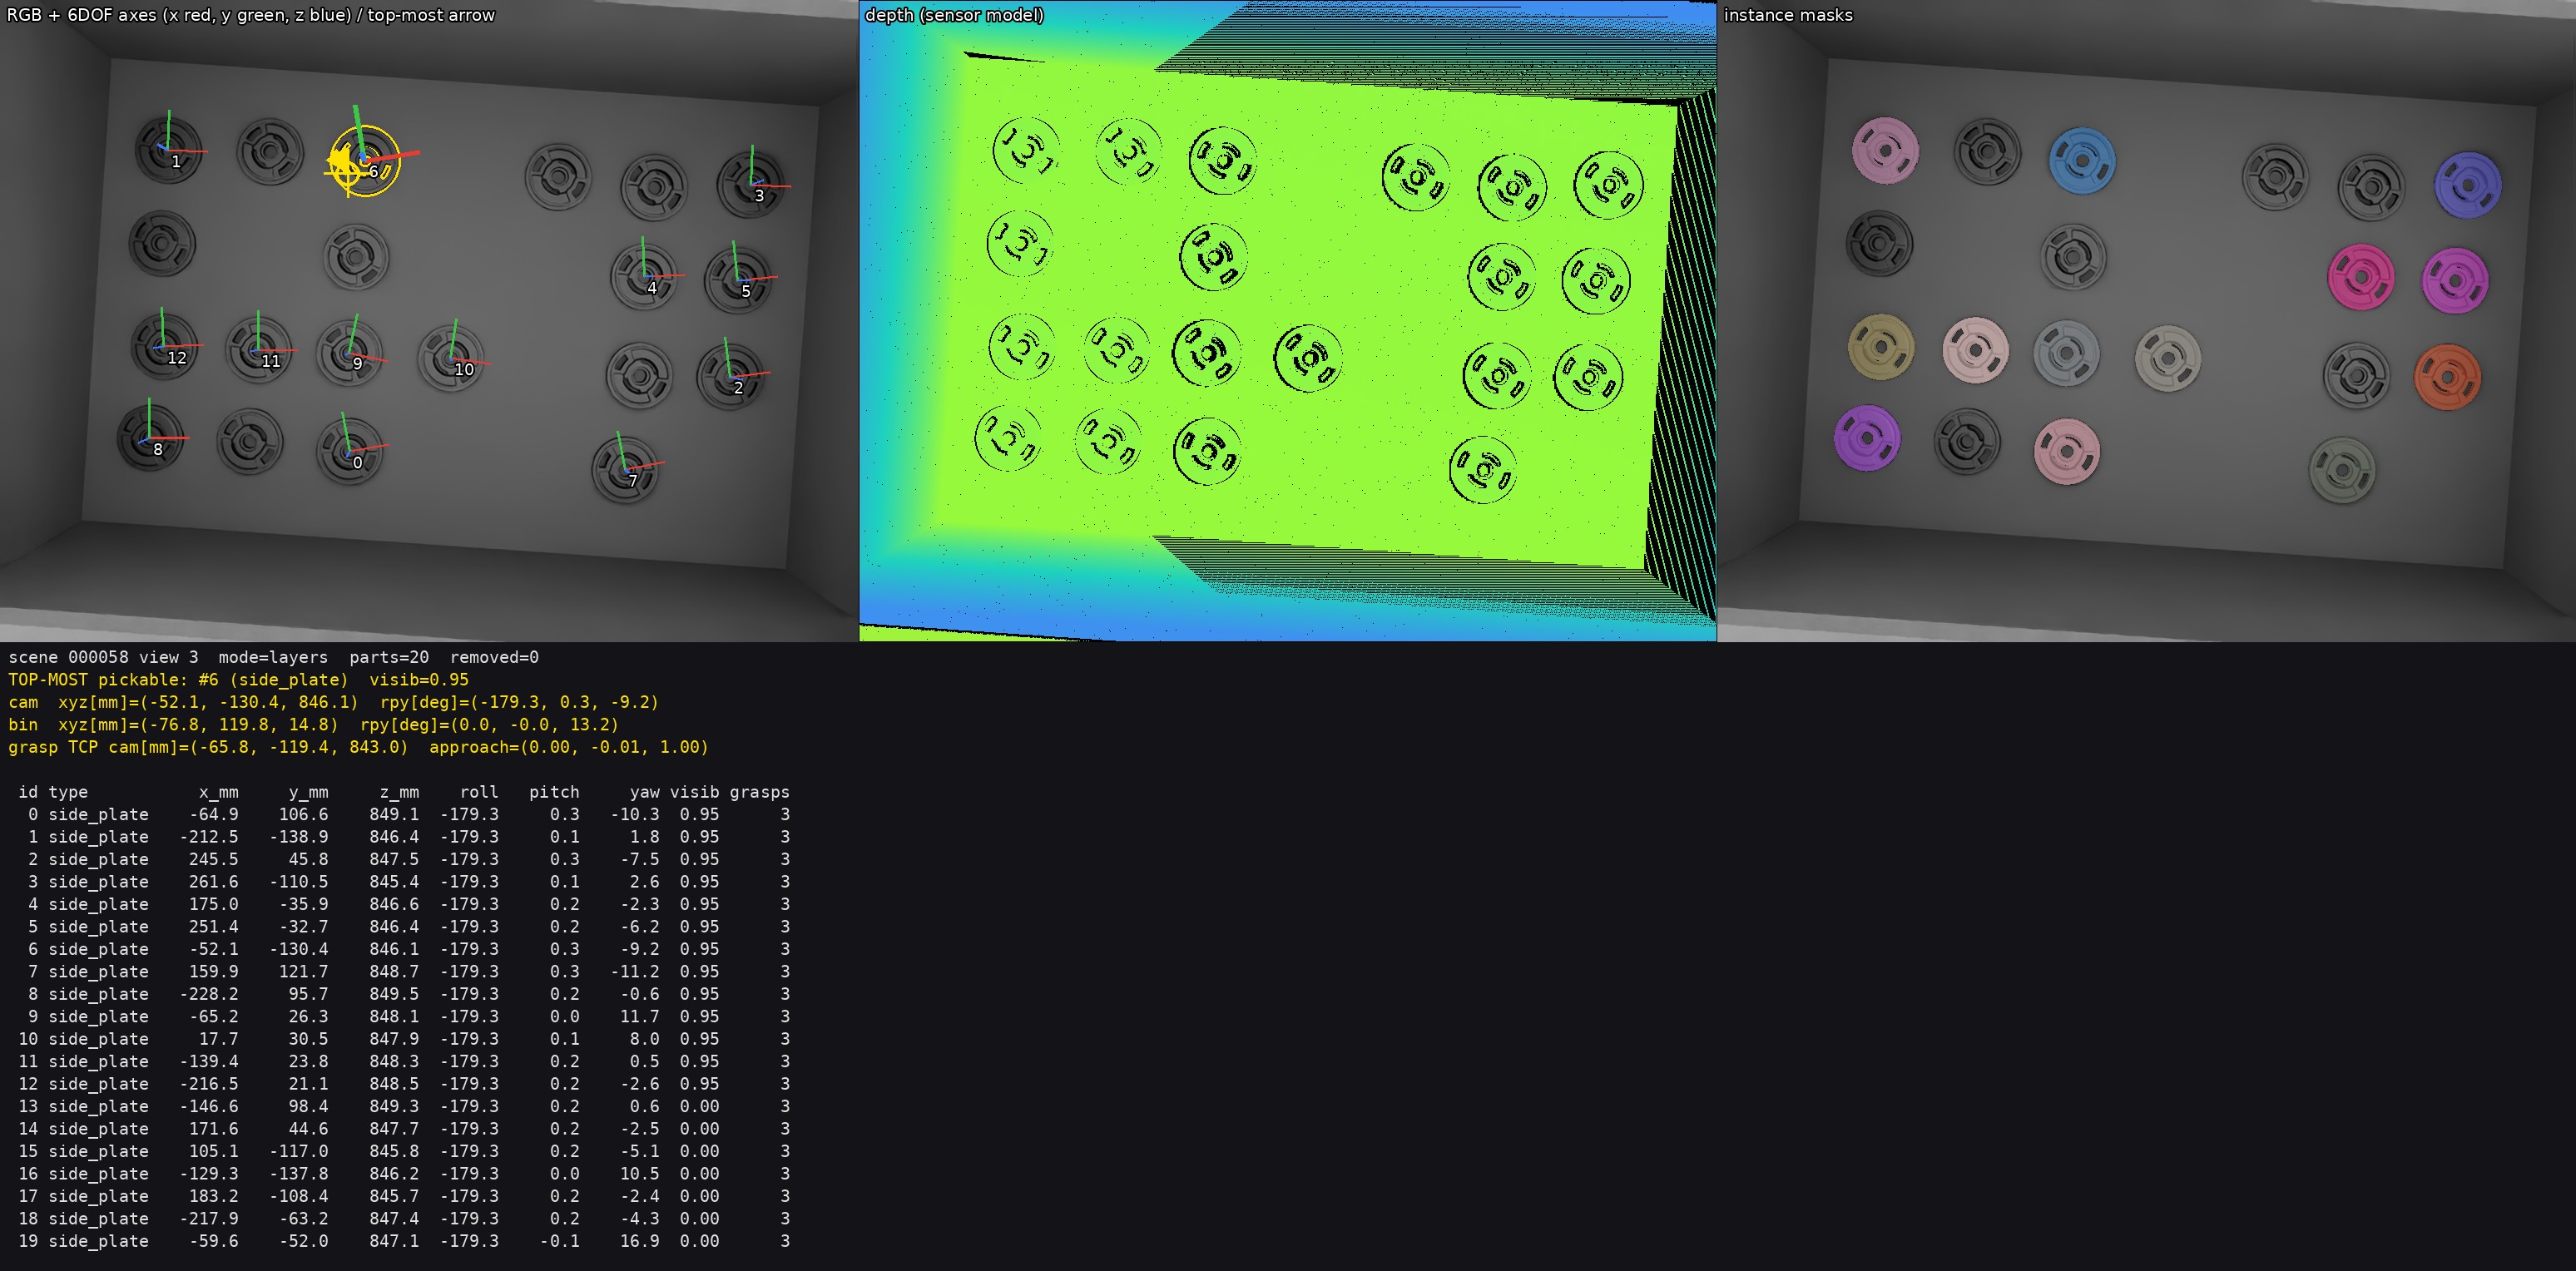 RGB + 6DOF axes (x red, y green, z blue) / top-most arrow
depth (sensor model)
instance masks
1
6
3
4
5
12
11
9
10
2
8
0
7
scene 000058 view 3  mode=layers  parts=20  removed=0
TOP-MOST pickable: #6 (side_plate)  visib=0.95
cam  xyz[mm]=(-52.1, -130.4, 846.1)  rpy[deg]=(-179.3, 0.3, -9.2)
bin  xyz[mm]=(-76.8, 119.8, 14.8)  rpy[deg]=(0.0, -0.0, 13.2)
grasp TCP cam[mm]=(-65.8, -119.4, 843.0)  approach=(0.00, -0.01, 1.00)
id type x_mm y_mm z_mm roll pitch yaw visib grasps
0 side_plate -64.9 106.6 849.1 -179.3 0.3 -10.3 0.95 3
1 side_plate -212.5 -138.9 846.4 -179.3 0.1 1.8 0.95 3
2 side_plate 245.5 45.8 847.5 -179.3 0.3 -7.5 0.95 3
3 side_plate 261.6 -110.5 845.4 -179.3 0.1 2.6 0.95 3
4 side_plate 175.0 -35.9 846.6 -179.3 0.2 -2.3 0.95 3
5 side_plate 251.4 -32.7 846.4 -179.3 0.2 -6.2 0.95 3
6 side_plate -52.1 -130.4 846.1 -179.3 0.3 -9.2 0.95 3
7 side_plate 159.9 121.7 848.7 -179.3 0.3 -11.2 0.95 3
8 side_plate -228.2 95.7 849.5 -179.3 0.2 -0.6 0.95 3
9 side_plate -65.2 26.3 848.1 -179.3 0.0 11.7 0.95 3
10 side_plate 17.7 30.5 847.9 -179.3 0.1 8.0 0.95 3
11 side_plate -139.4 23.8 848.3 -179.3 0.2 0.5 0.95 3
12 side_plate -216.5 21.1 848.5 -179.3 0.2 -2.6 0.95 3
13 side_plate -146.6 98.4 849.3 -179.3 0.2 0.6 0.00 3
14 side_plate 171.6 44.6 847.7 -179.3 0.2 -2.5 0.00 3
15 side_plate 105.1 -117.0 845.8 -179.3 0.2 -5.1 0.00 3
16 side_plate -129.3 -137.8 846.2 -179.3 0.0 10.5 0.00 3
17 side_plate 183.2 -108.4 845.7 -179.3 0.2 -2.4 0.00 3
18 side_plate -217.9 -63.2 847.4 -179.3 0.2 -4.3 0.00 3
19 side_plate -59.6 -52.0 847.1 -179.3 -0.1 16.9 0.00 3